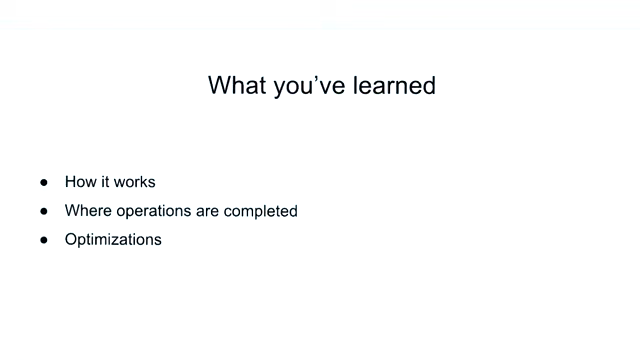 What you’ve learned
● How it works
● Where operations are completed
● Optimizations